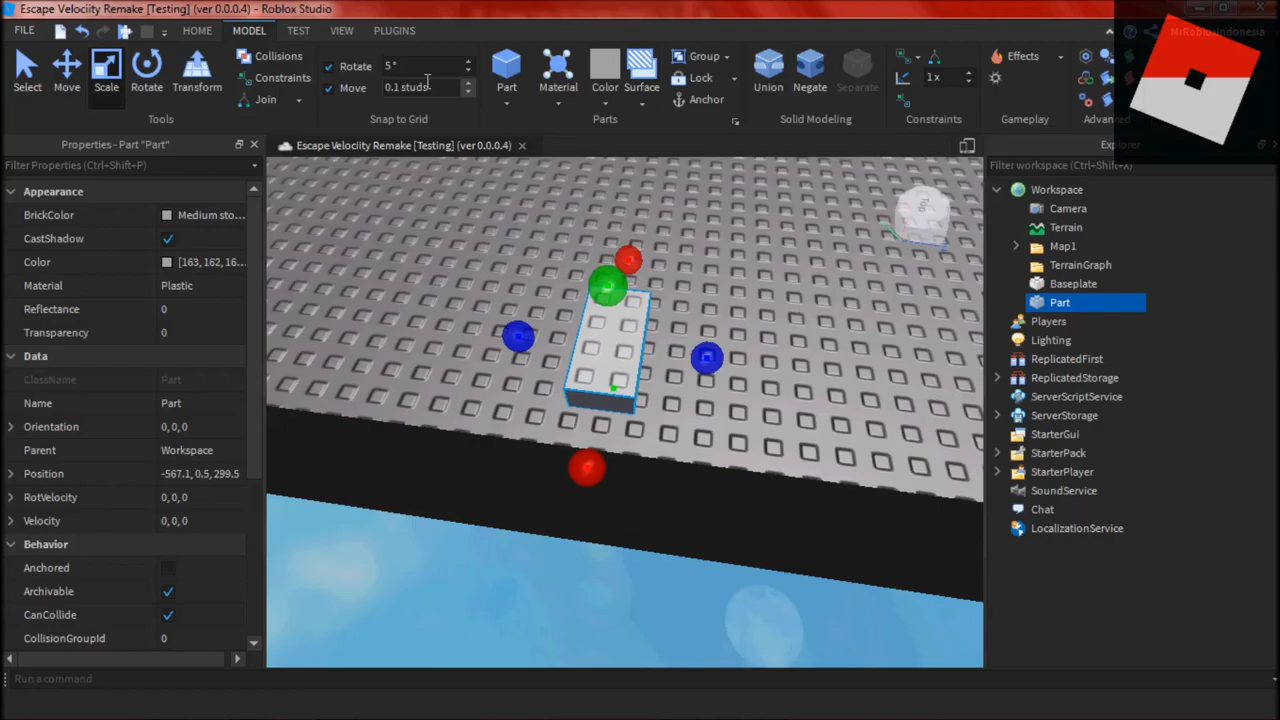 Escape Velociity Remake [Testing] (ver 0.0.0.4) - Roblox Studio
FILE HOME MODEL TEST VIEW PLUGINS MrRobloxIndonesia
Select Move Scale Rotate Transform
Collisions
Constraints
Join
Tools
Rotate 5°
Move 0.1 studs
Snap to Grid
Part Material Color Surface
Group
Lock
Anchor
Parts
Union Negate Separate
Solid Modeling
1x
Constraints
Effects
Gameplay
Advanced
Properties - Part "Part"
Escape Velociity Remake [Testing] (ver 0.0.0.4)
Explorer
Filter Properties (Ctrl+Shift+P)
Filter workspace (Ctrl+Shift+X)
Appearance
BrickColor Medium sto...
CastShadow
Color [163, 162, 16...
Material Plastic
Reflectance 0
Transparency 0
Data
ClassName Part
Name Part
Orientation 0,0,0
Parent Workspace
Position -567.1, 0.5, 299.5
RotVelocity 0,0,0
Velocity 0,0,0
Behavior
Anchored
Archivable
CanCollide
CollisionGroupId 0
Top
Workspace
Camera
Terrain
Map1
TerrainGraph
Baseplate
Part
Players
Lighting
ReplicatedFirst
ReplicatedStorage
ServerScriptService
ServerStorage
StarterGui
StarterPack
StarterPlayer
SoundService
Chat
LocalizationService
Run a command